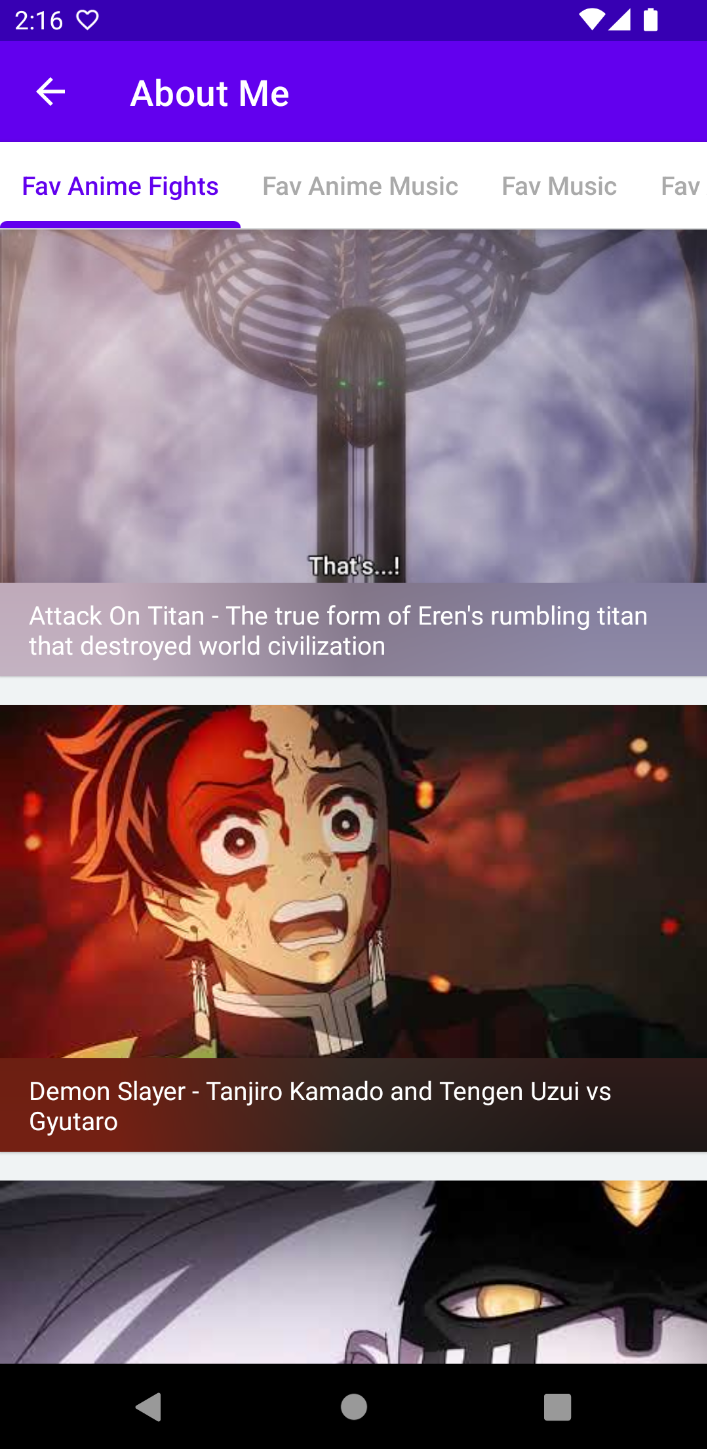 2:16
About Me
Fav Anime Fights
Fav Anime Music
Fav Music
Fav
That's...!
Attack On Titan - The true form of Eren's rumbling titan
that destroyed world civilization
Demon Slayer - Tanjiro Kamado and Tengen Uzui vs
Gyutaro